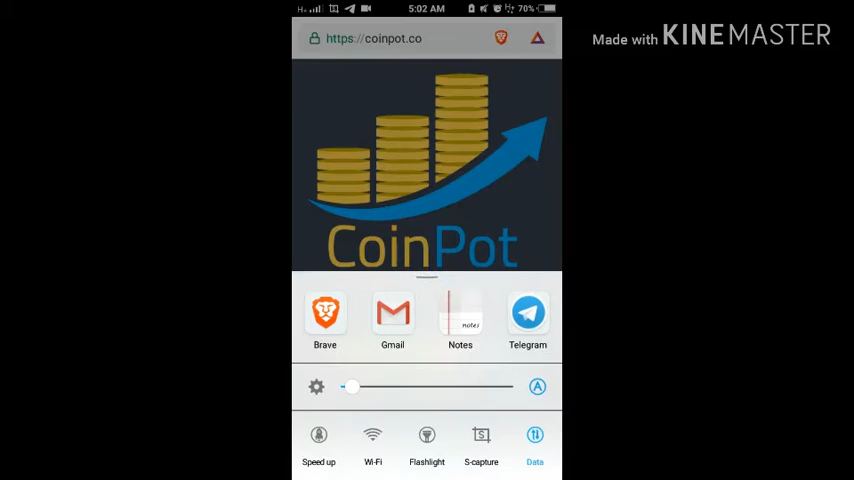 H 5:02 AM H+ 70%
Made with KINEMASTER
https://coinpot.co
CoinPot
notes
Brave Gmail Notes Telegram
A
S
Speed up Wi-Fi Flashlight S-capture Data